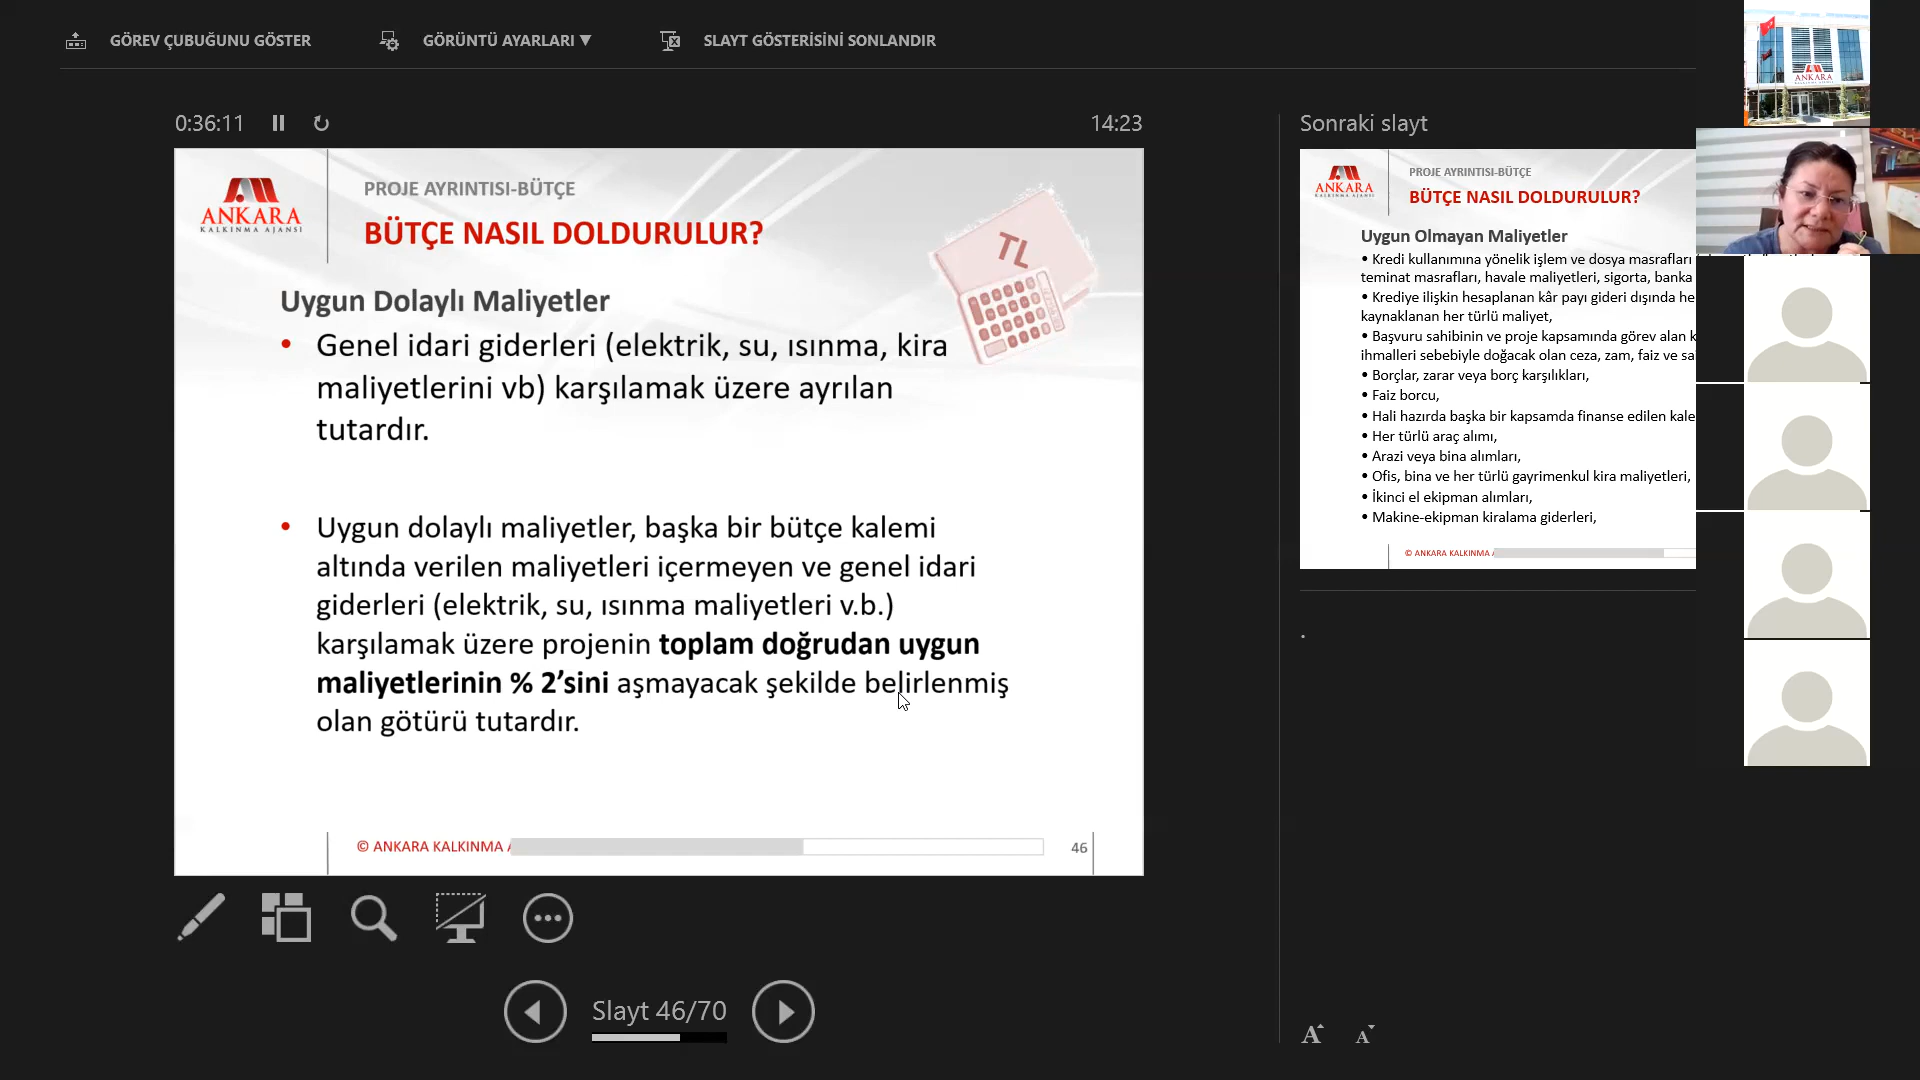 GÖREV ÇUBUĞUNU GÖSTER
GÖRÜNTÜ AYARLARI ▼
SLAYT GÖSTERİSİNİ SONLANDIR
0:36:11
14:23
ANKARA
KALKINMA AJANSI
PROJE AYRINTISI-BÜTÇE
BÜTÇE NASIL DOLDURULUR?
TL
Uygun Dolaylı Maliyetler
• Genel idari giderleri (elektrik, su, ısınma, kira
maliyetlerini vb) karşılamak üzere ayrılan
tutardır.
• Uygun dolaylı maliyetler, başka bir bütçe kalemi
altında verilen maliyetleri içermeyen ve genel idari
giderleri (elektrik, su, ısınma maliyetleri v.b.)
karşılamak üzere projenin toplam doğrudan uygun
maliyetlerinin % 2’sini aşmayacak şekilde belirlenmiş
olan götürü tutardır.
© ANKARA KALKINMA
46
Slayt 46/70
Sonraki slayt
ANKARA
KALKINMA AJANSI
PROJE AYRINTISI-BÜTÇE
BÜTÇE NASIL DOLDURULUR?
Uygun Olmayan Maliyetler
• Kredi kullanımına yönelik işlem ve dosya masrafları
teminat masrafları, havale maliyetleri, sigorta, banka
• Krediye ilişkin hesaplanan kâr payı gideri dışında he
kaynaklanan her türlü maliyet,
• Başvuru sahibinin ve proje kapsamında görev alan k
ihmalleri sebebiyle doğacak olan ceza, zam, faiz ve sa
• Borçlar, zarar veya borç karşılıkları,
• Faiz borcu,
• Hali hazırda başka bir kapsamda finanse edilen kale
• Her türlü araç alımı,
• Arazi veya bina alımları,
• Ofis, bina ve her türlü gayrimenkul kira maliyetleri,
• İkinci el ekipman alımları,
• Makine-ekipman kiralama giderleri,
© ANKARA KALKINMA
.
A A
ANKARA